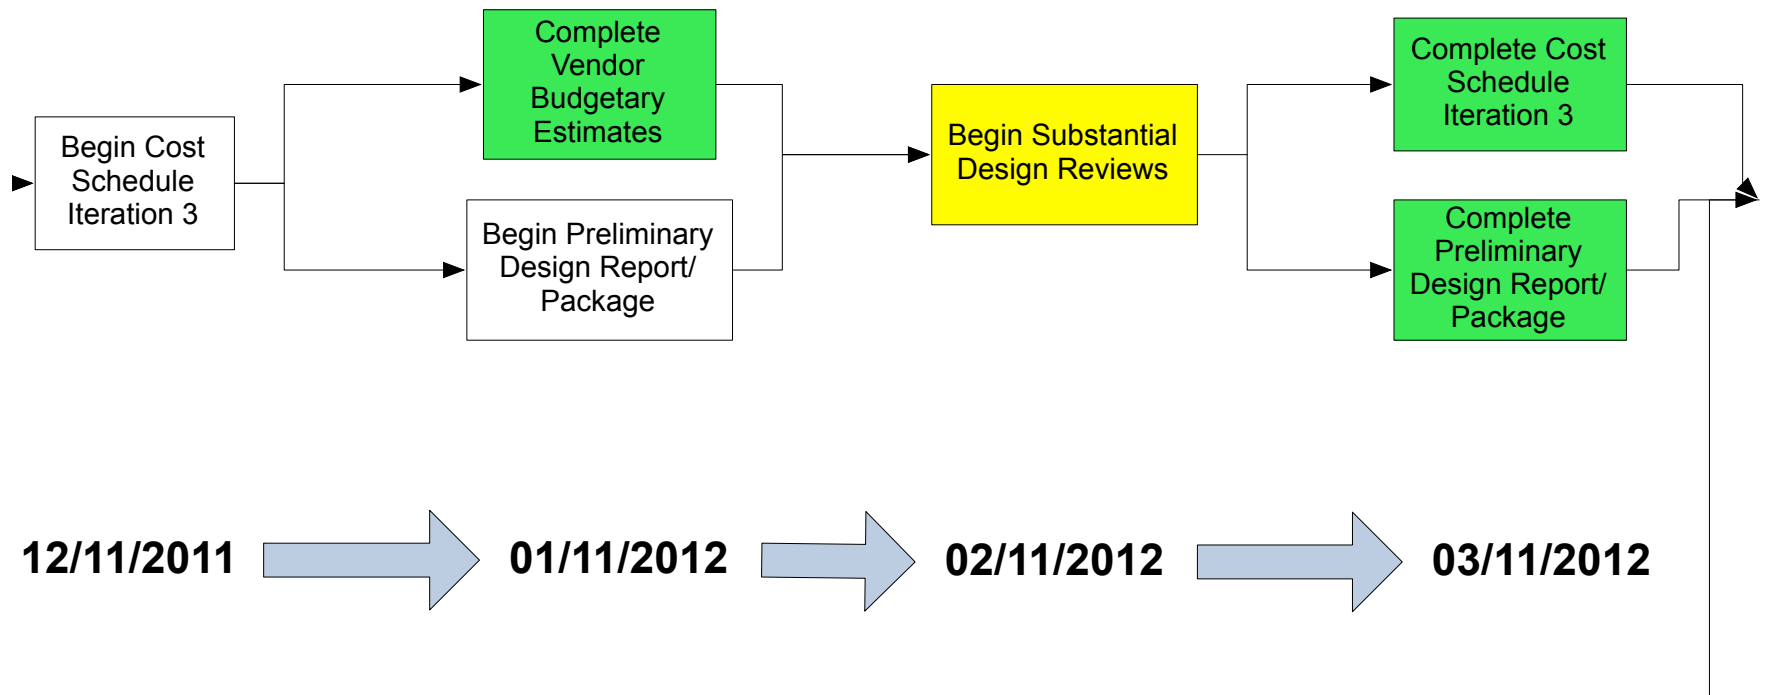 Complete
Vendor
Budgetary
Estimates
Complete Cost
Schedule
Iteration 3
Begin Cost
Schedule
Iteration 3
Begin Substantial
Design Reviews
Begin Preliminary
Design Report/
Package
Complete
Preliminary
Design Report/
Package
12/11/2011
01/11/2012
02/11/2012
03/11/2012